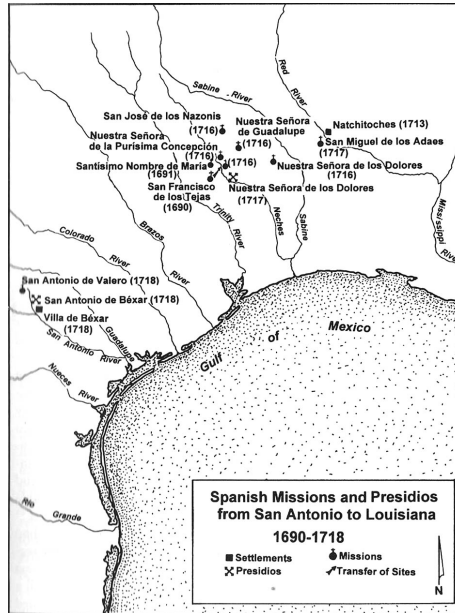 Red River
Sabine River
San José de los Nazonis
(1716)
Nuestra Señora
de Guadalupe
(1716)
Natchitoches (1713)
San Miguel de los Adaes
(1717)
Nuestra Señora
de la Purísima Concepción
(1716)
(1716)
Nuestra Señora de los Dolores
(1716)
Santísimo Nombre de María
(1691)
San Francisco
de los Tejas
(1690)
Nuestra Señora de los Dolores
(1717)
Trinity River
Neches
Sabine
Mississippi River
Brazos River
Colorado River
San Antonio de Valero (1718)
San Antonio de Béxar (1718)
Villa de Béxar
(1718)
Guadalupe
San Antonio River
Nueces River
Río Grande
Gulf of Mexico
Spanish Missions and Presidios
from San Antonio to Louisiana
1690-1718
Settlements
Missions
Presidios
Transfer of Sites
N